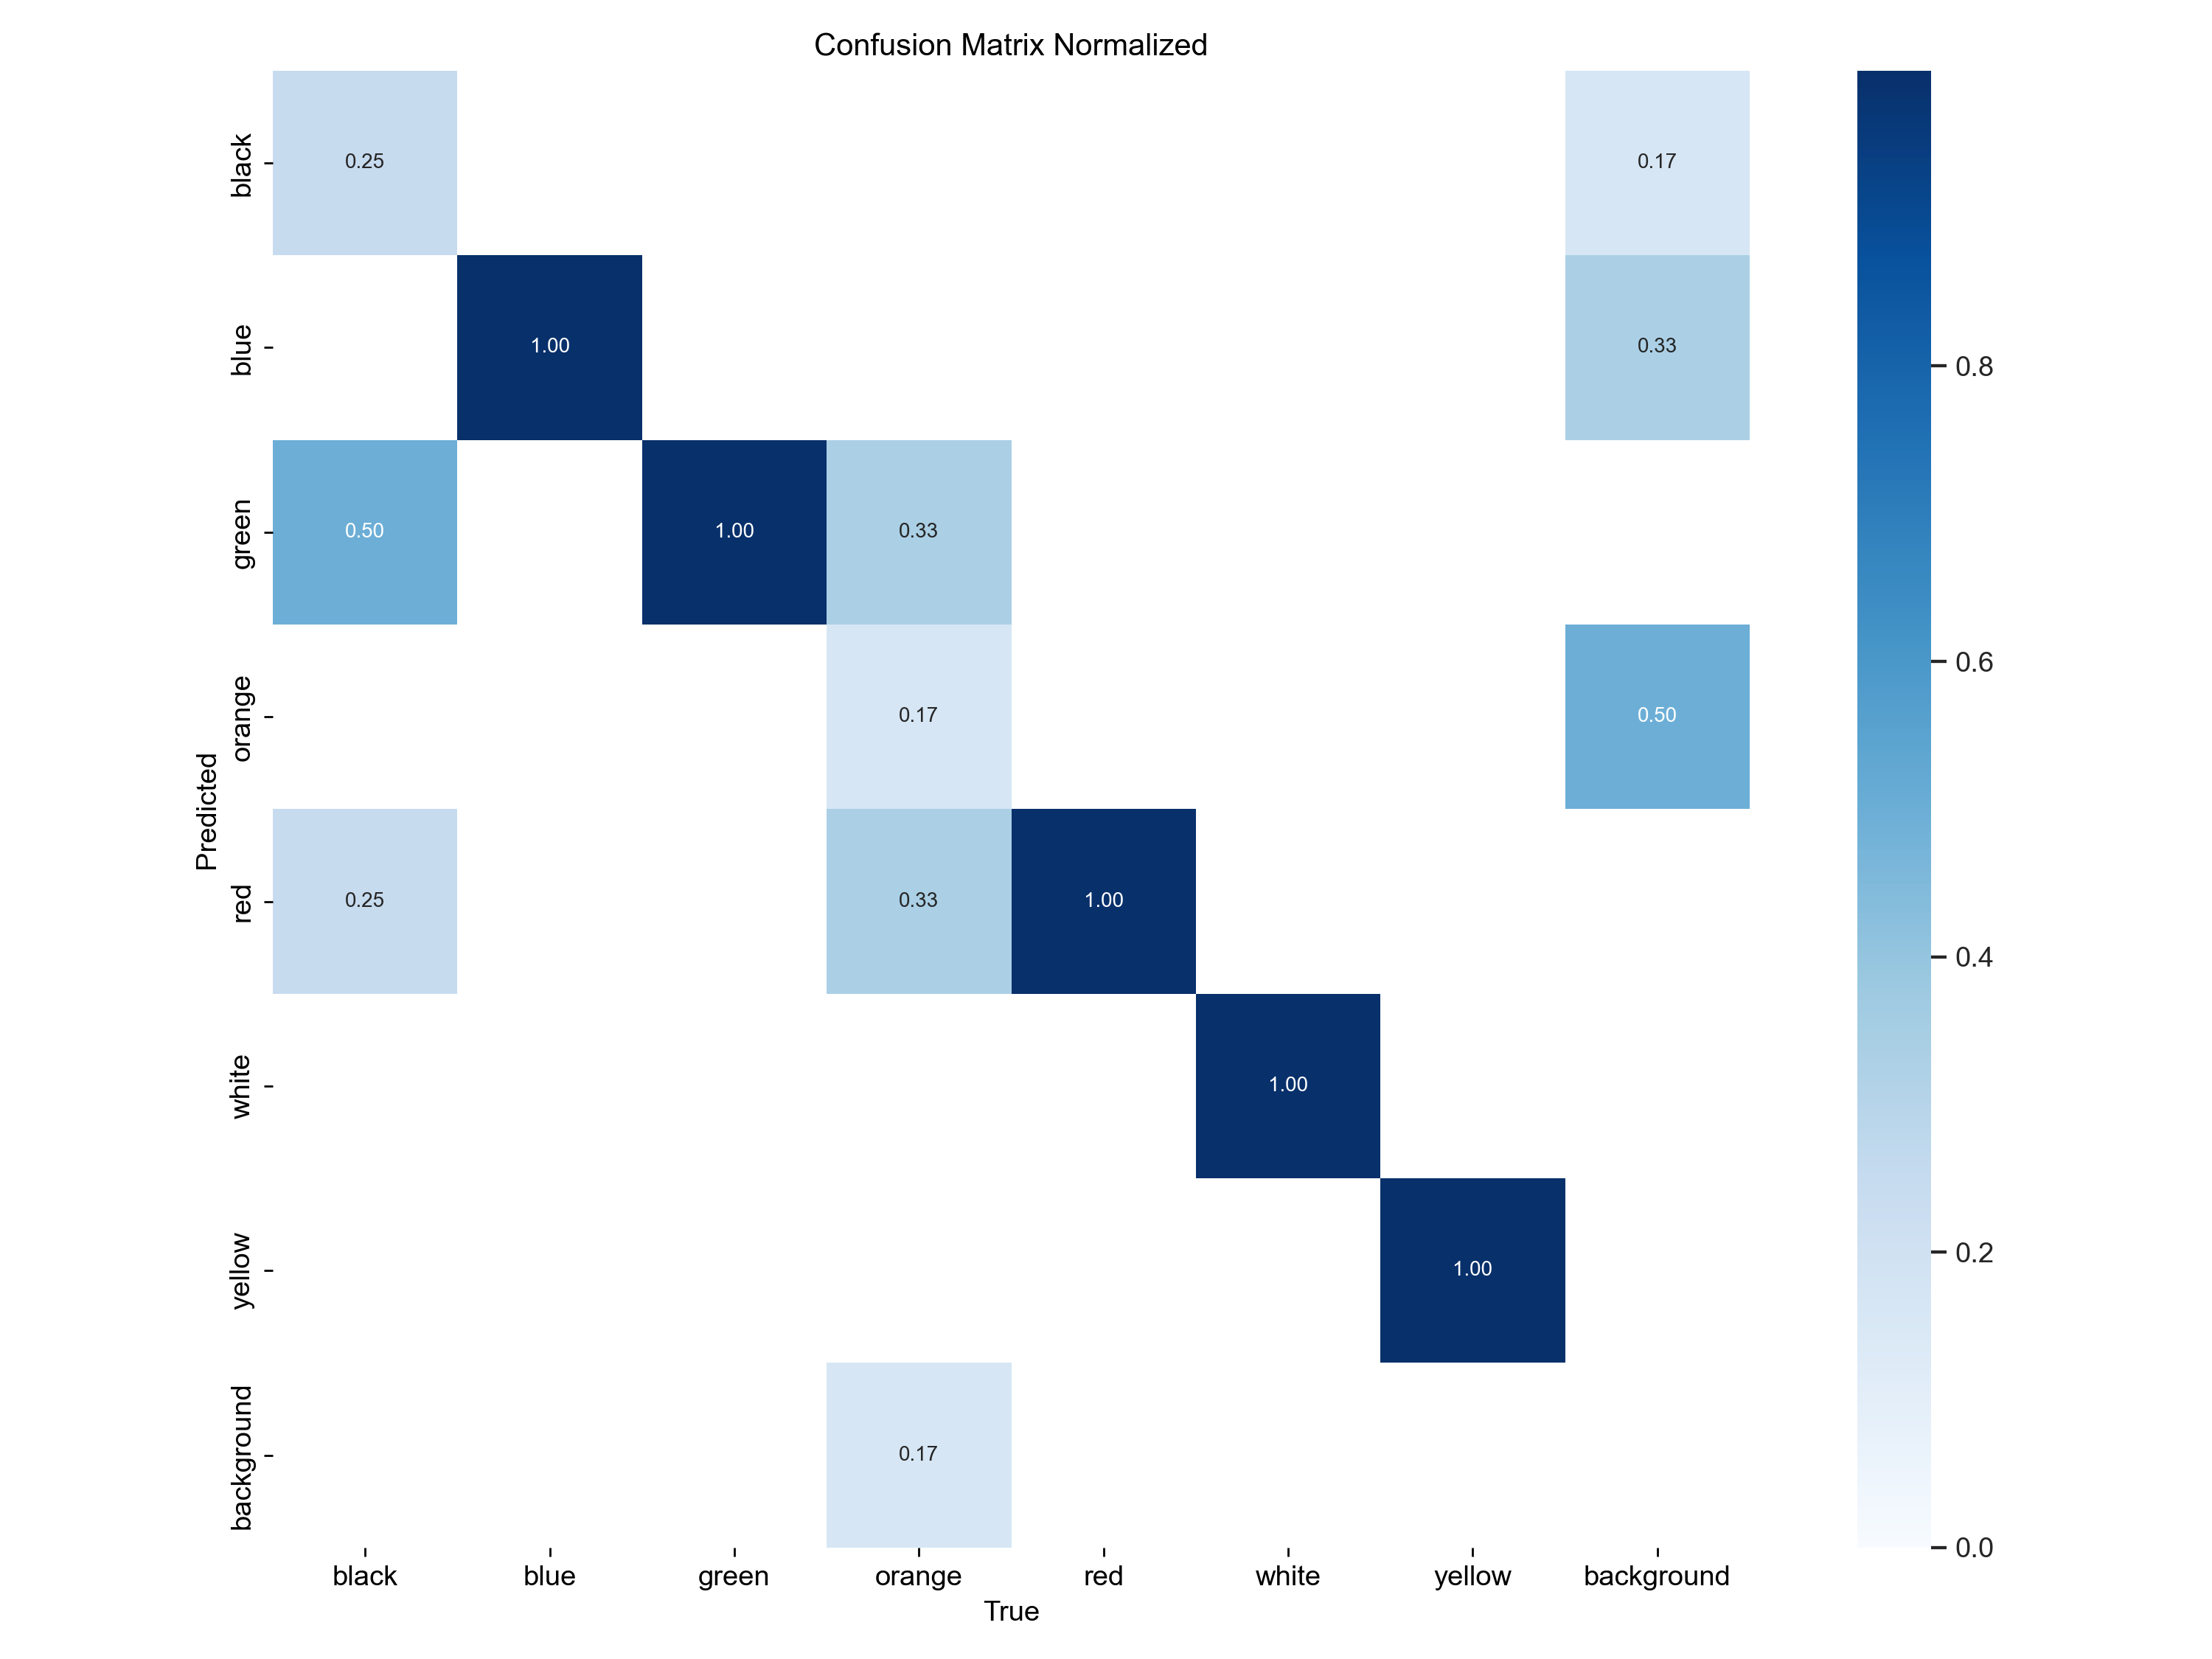 Confusion Matrix Normalized
black 0.25 0.17
blue 1.00 0.33
0.8
green 0.50 1.00 0.33
orange 0.17 0.50
0.6
Predicted
red 0.25 0.33 1.00
0.4
white 1.00
yellow 1.00
0.2
background 0.17
0.0
black blue green orange red white yellow background
True